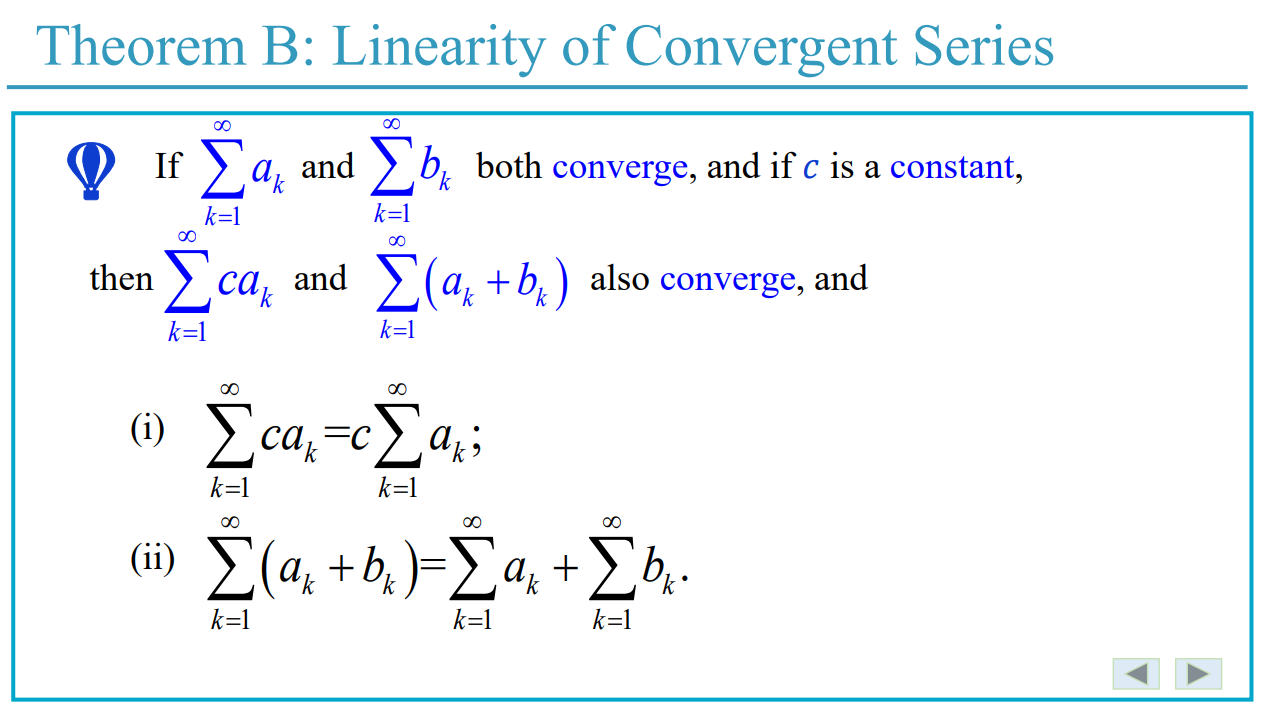 Theorem B: Linearity of Convergent Series
If $\sum_{k=1}^{\infty} a_k$ and $\sum_{k=1}^{\infty} b_k$ both converge, and if $c$ is a constant,
then $\sum_{k=1}^{\infty} ca_k$ and $\sum_{k=1}^{\infty} (a_k + b_k)$ also converge, and
(i) $\sum_{k=1}^{\infty} ca_k = c\sum_{k=1}^{\infty} a_k$;
(ii) $\sum_{k=1}^{\infty} (a_k + b_k) = \sum_{k=1}^{\infty} a_k + \sum_{k=1}^{\infty} b_k$.